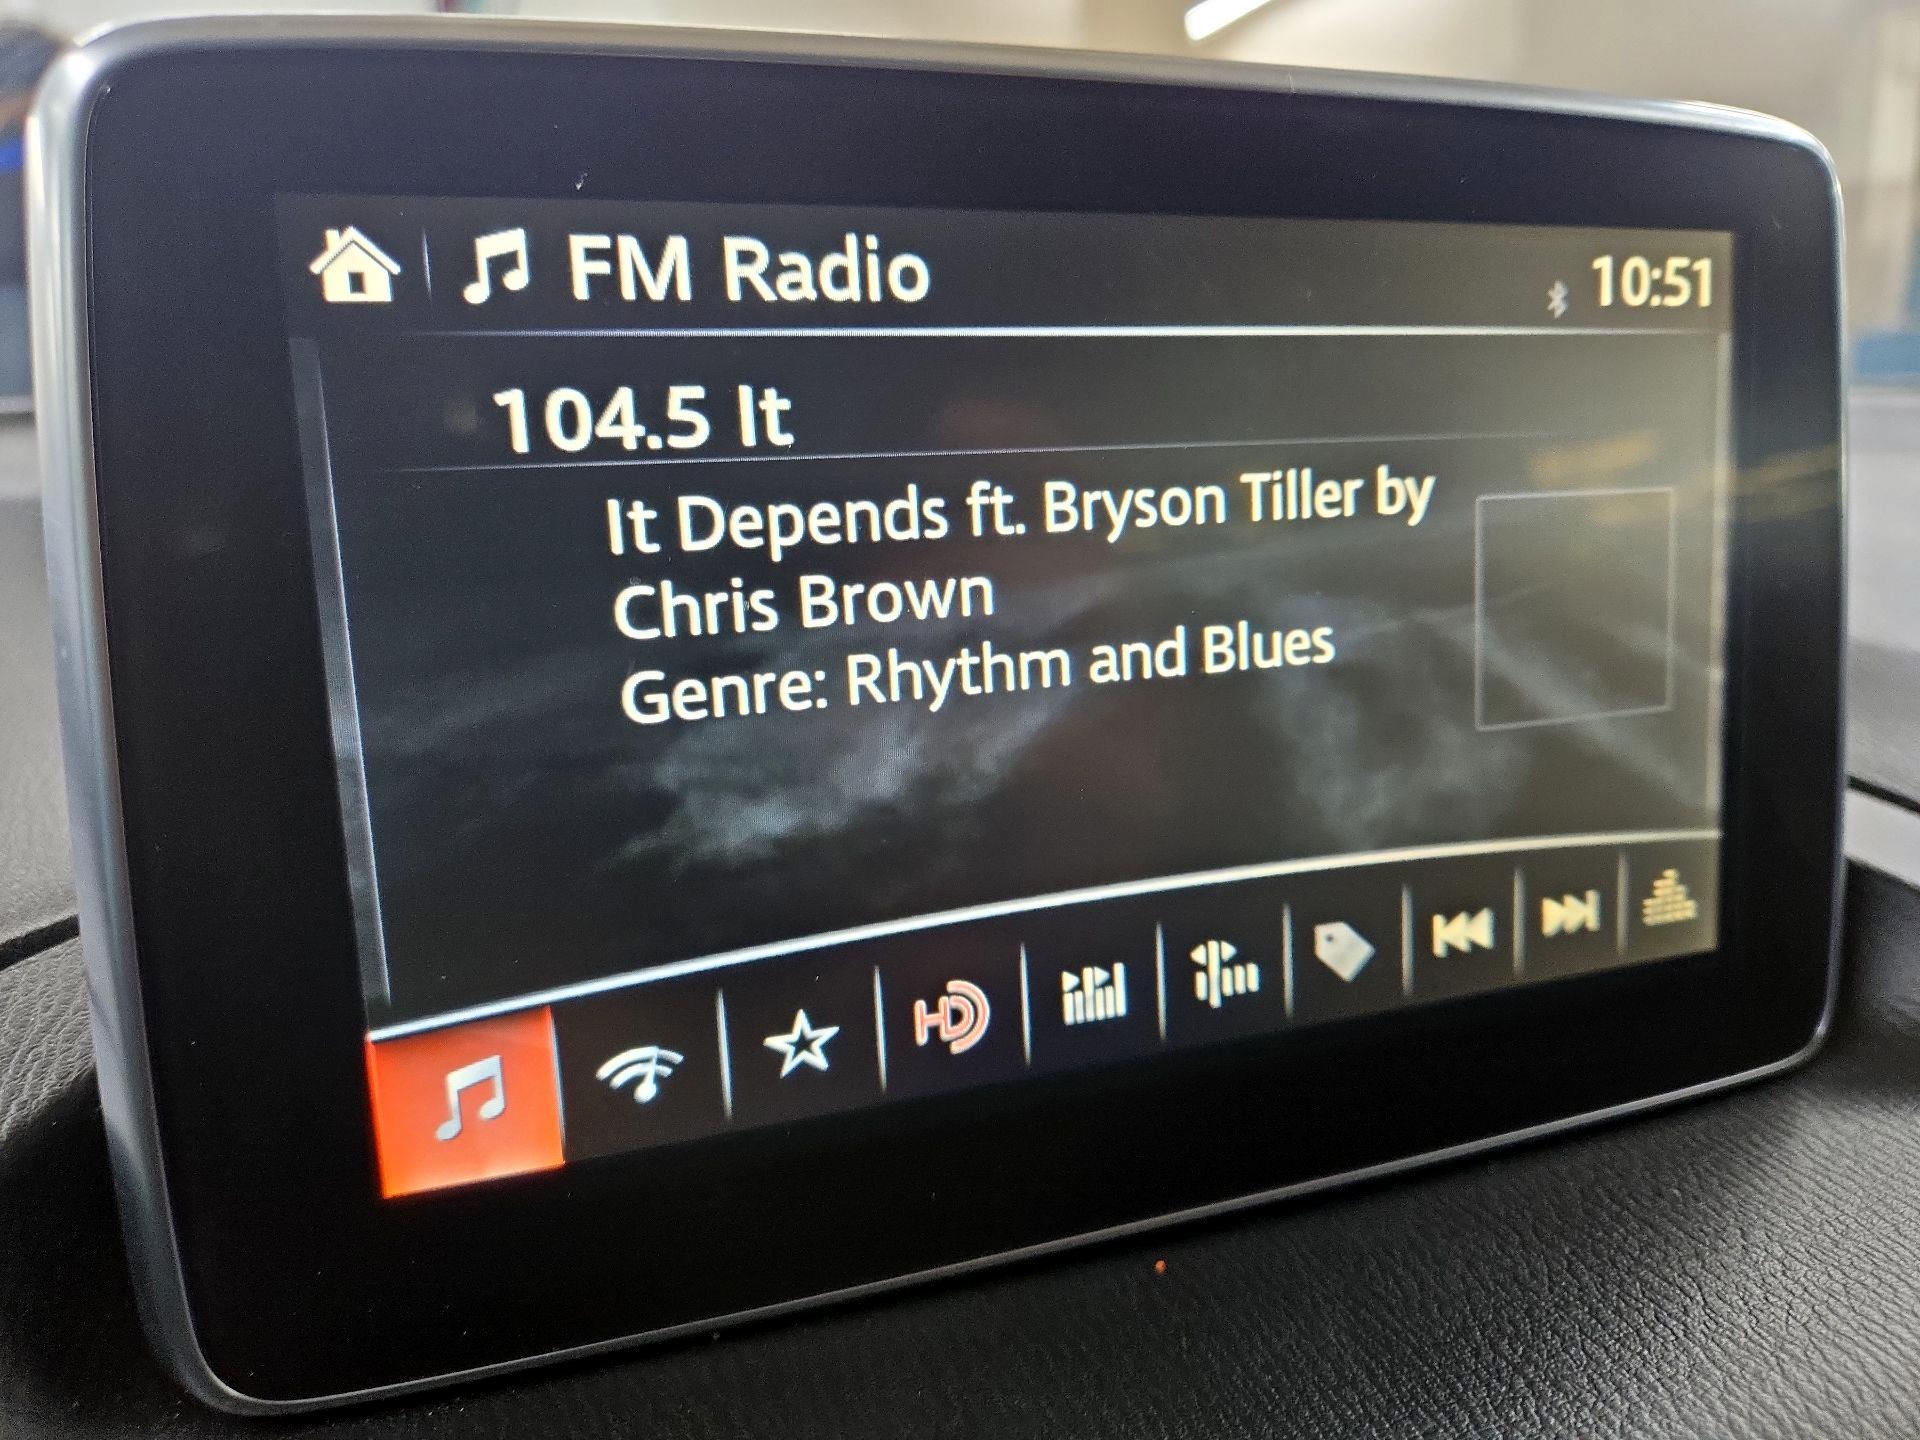 FM Radio
10:51
104.5 It
It Depends ft. Bryson Tiller by
Chris Brown
Genre: Rhythm and Blues
HD